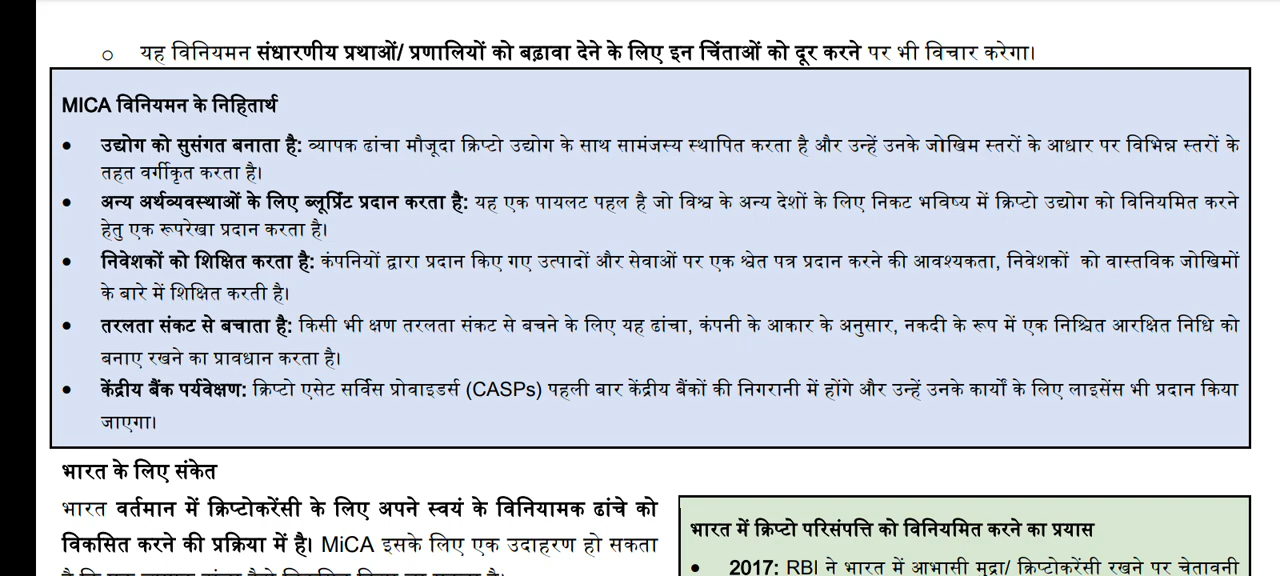 ○ यह विनियमन संधारणीय प्रथाओं/ प्रणालियों को बढ़ावा देने के लिए इन चिंताओं को दूर करने पर भी विचार करेगा।
MICA विनियमन के निहितार्थ
• उद्योग को सुसंगत बनाता है: व्यापक ढांचा मौजूदा क्रिप्टो उद्योग के साथ सामंजस्य स्थापित करता है और उन्हें उनके जोखिम स्तरों के आधार पर विभिन्न स्तरों के
तहत वर्गीकृत करता है।
• अन्य अर्थव्यवस्थाओं के लिए ब्लूप्रिंट प्रदान करता है: यह एक पायलट पहल है जो विश्व के अन्य देशों के लिए निकट भविष्य में क्रिप्टो उद्योग को विनियमित करने
हेतु एक रूपरेखा प्रदान करता है।
• निवेशकों को शिक्षित करता है: कंपनियों द्वारा प्रदान किए गए उत्पादों और सेवाओं पर एक श्वेत पत्र प्रदान करने की आवश्यकता, निवेशकों को वास्तविक जोखिमों
के बारे में शिक्षित करती है।
• तरलता संकट से बचाता है: किसी भी क्षण तरलता संकट से बचने के लिए यह ढांचा, कंपनी के आकार के अनुसार, नकदी के रूप में एक निश्चित आरक्षित निधि को
बनाए रखने का प्रावधान करता है।
• केंद्रीय बैंक पर्यवेक्षण: क्रिप्टो एसेट सर्विस प्रोवाइडर्स (CASPs) पहली बार केंद्रीय बैंकों की निगरानी में होंगे और उन्हें उनके कार्यों के लिए लाइसेंस भी प्रदान किया
जाएगा।
भारत के लिए संकेत
भारत वर्तमान में क्रिप्टोकरेंसी के लिए अपने स्वयं के विनियामक ढांचे को
विकसित करने की प्रक्रिया में है। MiCA इसके लिए एक उदाहरण हो सकता
भारत में क्रिप्टो परिसंपत्ति को विनियमित करने का प्रयास
• 2017: RBI ने भारत में आभासी मुद्रा/ क्रिप्टोकरेंसी रखने पर चेतावनी